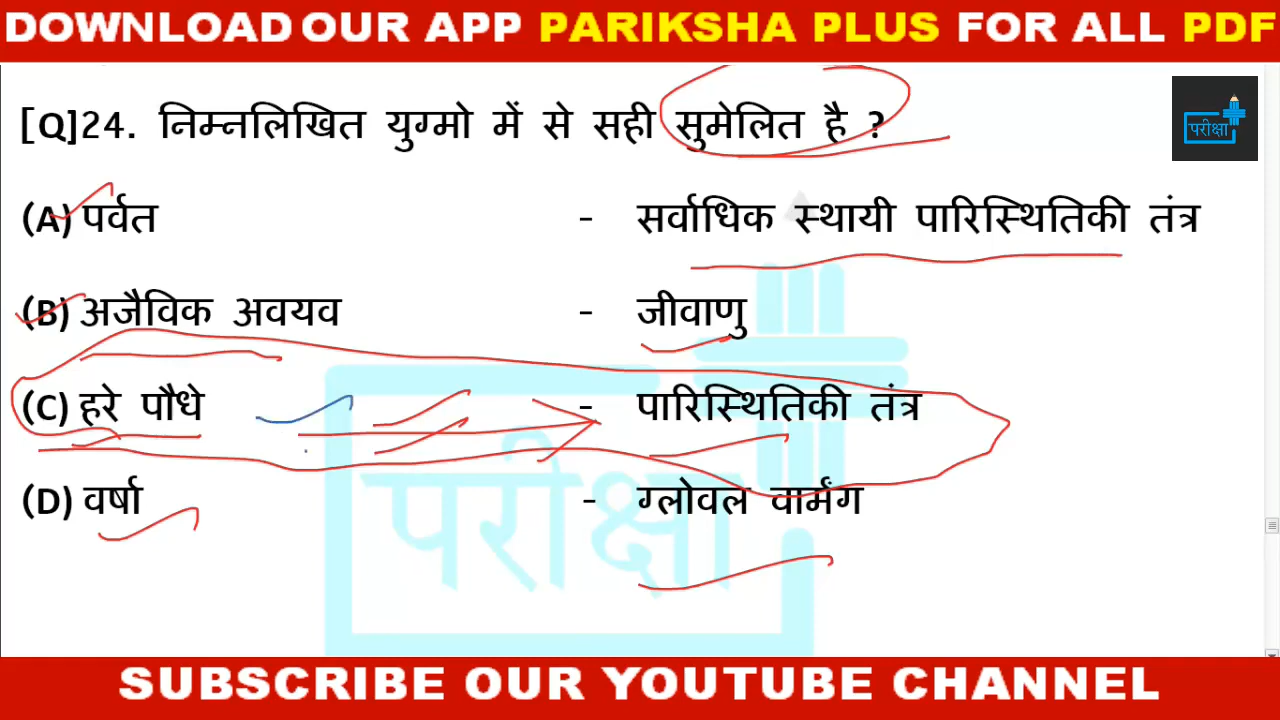 DOWNLOAD OUR APP PARIKSHA PLUS FOR ALL PDF
[Q]24. निम्नलिखित युग्मो में से सही सुमेलित है ?
परीक्षा
(A) पर्वत - सर्वाधिक स्थायी पारिस्थितिकी तंत्र
(B) अजैविक अवयव - जीवाणु
(C) हरे पौधे - पारिस्थितिकी तंत्र
(D) वर्षा - ग्लोवल वार्मंग
परीक्षा
SUBSCRIBE OUR YOUTUBE CHANNEL